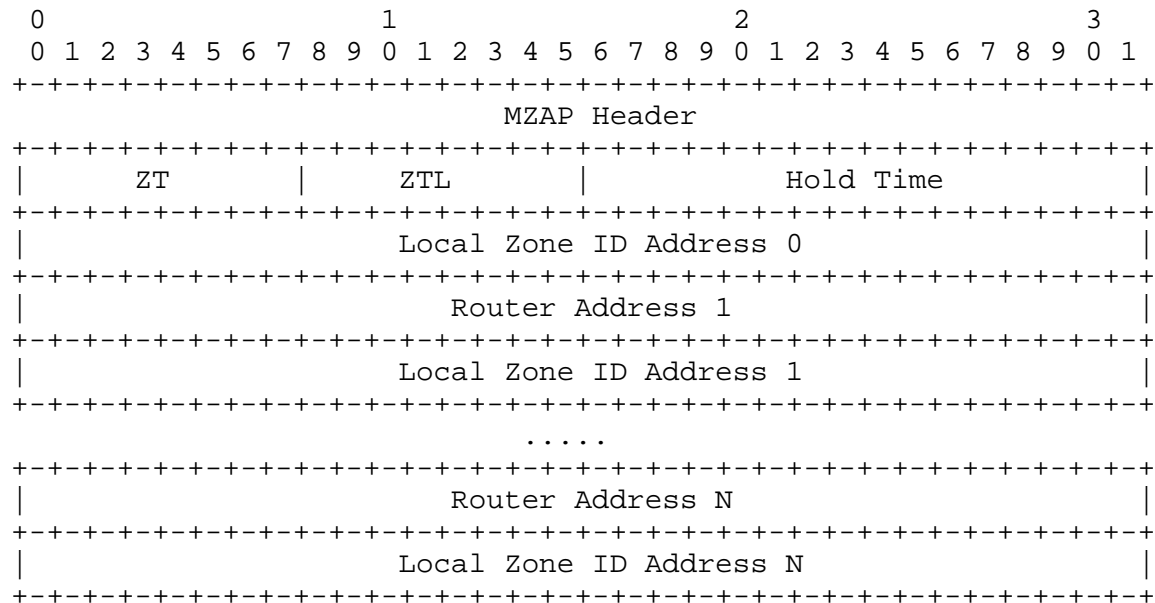 0                   1                   2                   3
 0 1 2 3 4 5 6 7 8 9 0 1 2 3 4 5 6 7 8 9 0 1 2 3 4 5 6 7 8 9 0 1
+-+-+-+-+-+-+-+-+-+-+-+-+-+-+-+-+-+-+-+-+-+-+-+-+-+-+-+-+-+-+-+-+
                            MZAP Header
+-+-+-+-+-+-+-+-+-+-+-+-+-+-+-+-+-+-+-+-+-+-+-+-+-+-+-+-+-+-+-+-+
|       ZT      |     ZTL       |           Hold Time           |
+-+-+-+-+-+-+-+-+-+-+-+-+-+-+-+-+-+-+-+-+-+-+-+-+-+-+-+-+-+-+-+-+
|                     Local Zone ID Address 0                   |
+-+-+-+-+-+-+-+-+-+-+-+-+-+-+-+-+-+-+-+-+-+-+-+-+-+-+-+-+-+-+-+-+
|                        Router Address 1                       |
+-+-+-+-+-+-+-+-+-+-+-+-+-+-+-+-+-+-+-+-+-+-+-+-+-+-+-+-+-+-+-+-+
|                     Local Zone ID Address 1                   |
+-+-+-+-+-+-+-+-+-+-+-+-+-+-+-+-+-+-+-+-+-+-+-+-+-+-+-+-+-+-+-+-+
                             .....
+-+-+-+-+-+-+-+-+-+-+-+-+-+-+-+-+-+-+-+-+-+-+-+-+-+-+-+-+-+-+-+-+
|                        Router Address N                       |
+-+-+-+-+-+-+-+-+-+-+-+-+-+-+-+-+-+-+-+-+-+-+-+-+-+-+-+-+-+-+-+-+
|                     Local Zone ID Address N                   |
+-+-+-+-+-+-+-+-+-+-+-+-+-+-+-+-+-+-+-+-+-+-+-+-+-+-+-+-+-+-+-+-+